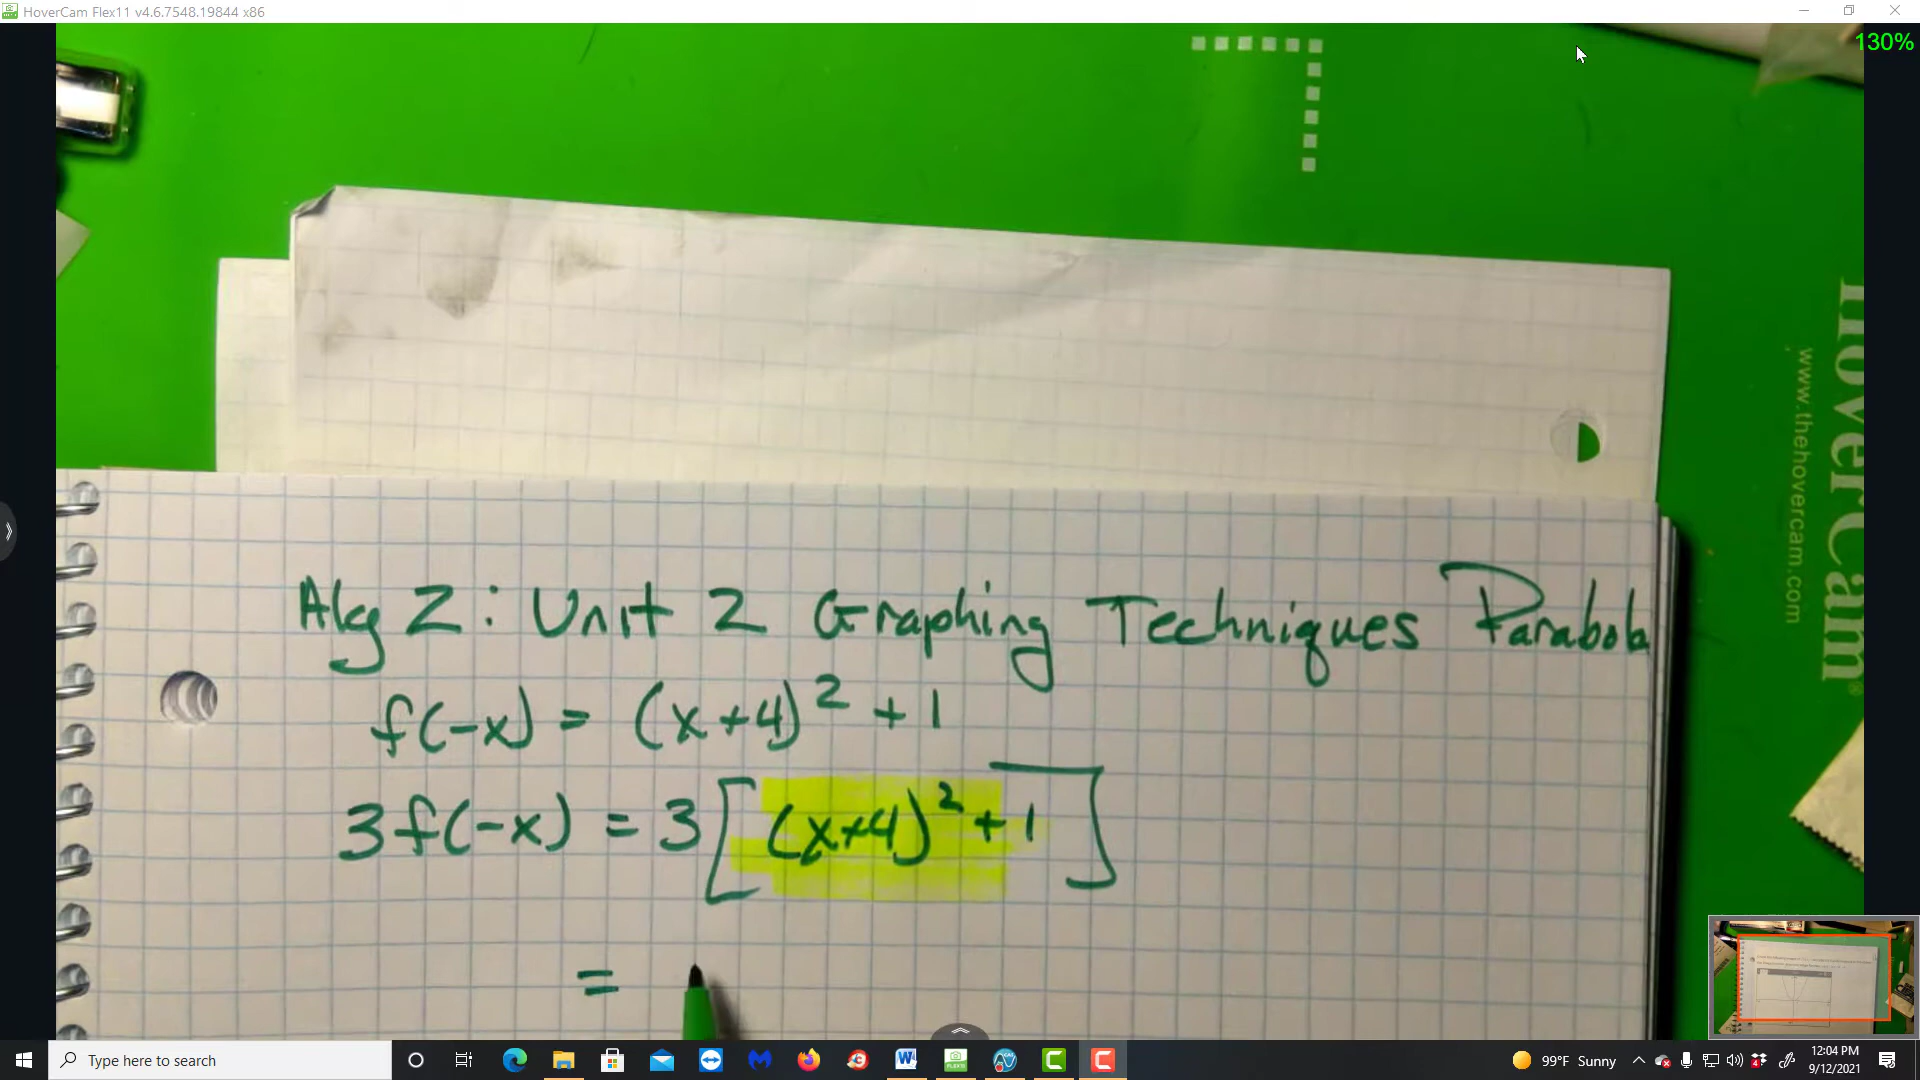 HoverCam Flex11 v4.6.7548.19844 x86
130%
HoverCam®
www.thehovercam.com
Alg 2: Unit 2 Graphing Techniques Parabola
f(-x) = (x+4)² + 1
3f(-x) = 3[(x+4)² + 1]
=
Type here to search
99°F Sunny
12:04 PM
9/12/2021